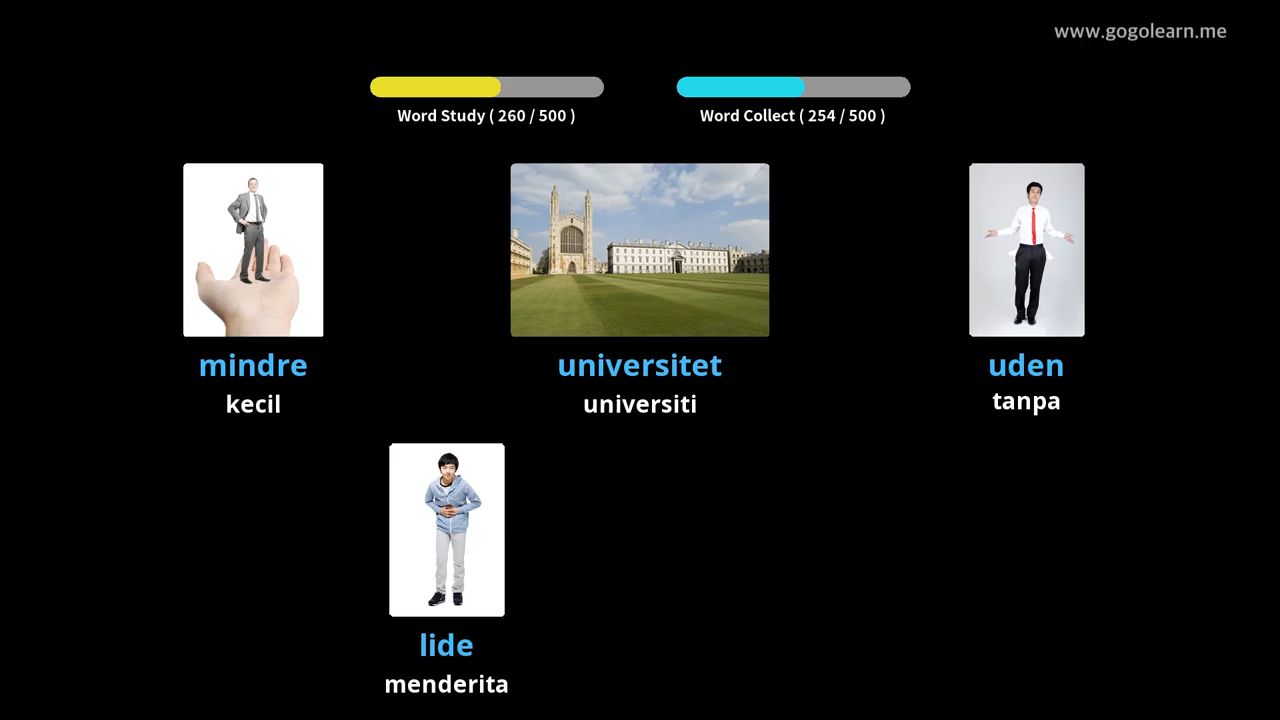 www.gogolearn.me
Word Study ( 260 / 500 )
Word Collect ( 254 / 500 )
mindre
kecil
universitet
universiti
uden
tanpa
lide
menderita